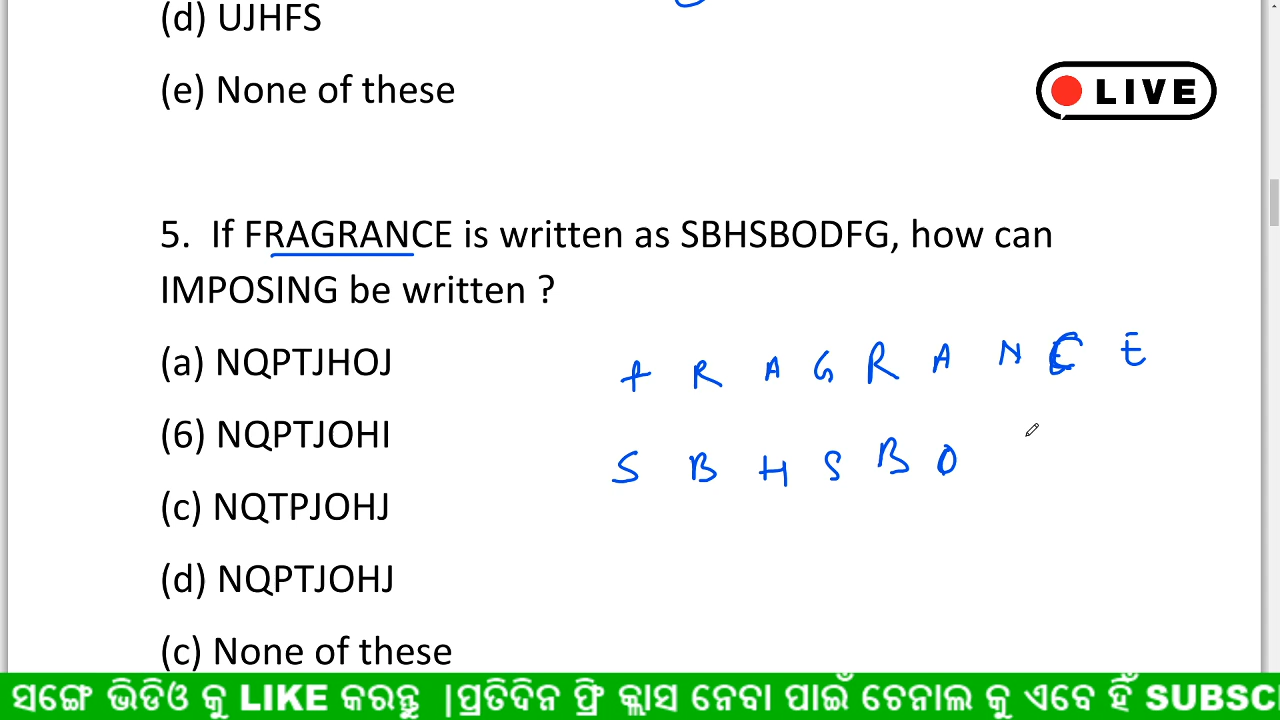 (d) UJHFS
(e) None of these
LIVE
5. If FRAGRANCE is written as SBHSBODFG, how can
IMPOSING be written ?
(a) NQPTJHOJ
(6) NQPTJOHI
(c) NQTPJOHJ
(d) NQPTJOHJ
(c) None of these
F R A G R A N C E
S B H S B O
ସଙ୍ଗେ ଭିଡିଓ କୁ LIKE କରନ୍ତୁ |ପ୍ରତିଦିନ ଫ୍ରି କ୍ଲାସ ନେବା ପାଇଁ ଚେନାଲ କୁ ଏବେ ହିଁ SUBSC